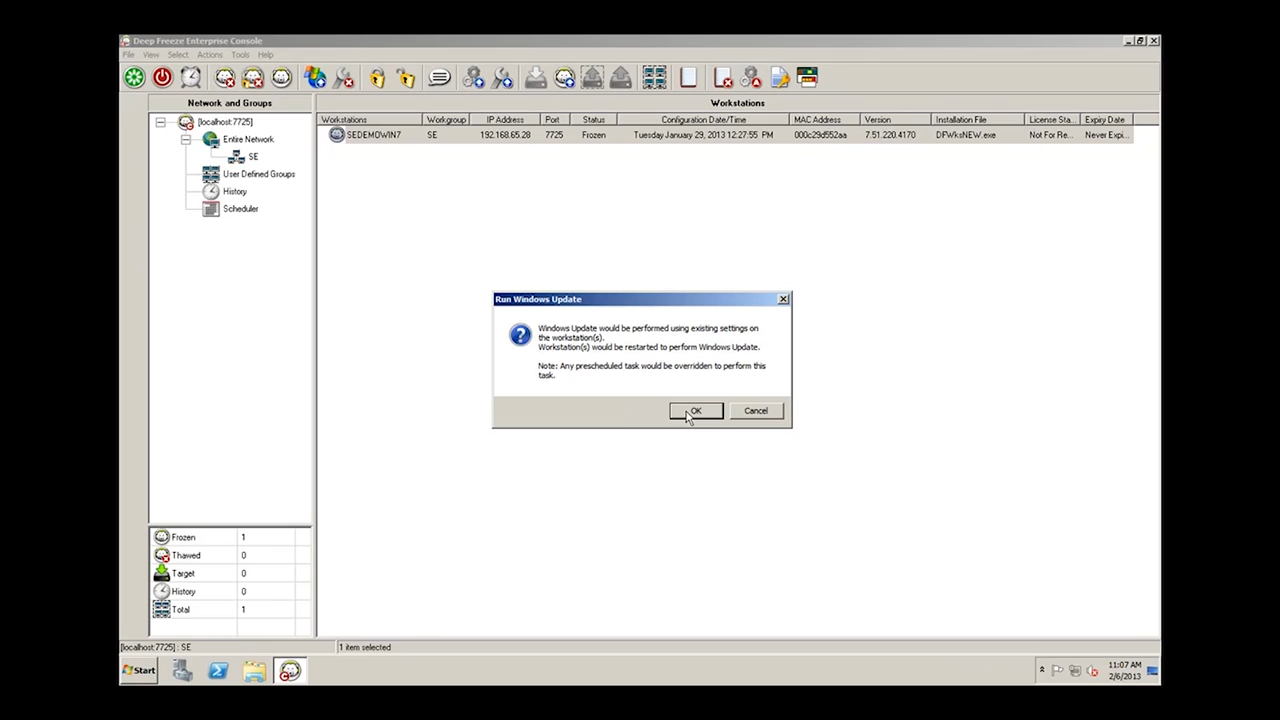 Deep Freeze Enterprise Console
File View Select Actions Tools Help
Network and Groups
[localhost:7725]
Entire Network
SE
User Defined Groups
History
Scheduler
Workstations
Workstations Workgroup IP Address Port Status Configuration Date/Time MAC Address Version Installation File License Sta... Expiry Date
SEDEMOWIN7 SE 192.168.65.28 7725 Frozen Tuesday January 29, 2013 12:27:55 PM 000c29d552aa 7.51.220.4170 DFWksNEW.exe Not For Re... Never Expi...
Run Windows Update
Windows Update would be performed using existing settings on
the workstation(s).
Workstation(s) would be restarted to perform Windows Update.
Note: Any prescheduled task would be overridden to perform this
task.
OK Cancel
Frozen 1
Thawed 0
Target 0
History 0
Total 1
[localhost:7725] : SE 1 item selected
Start
11:07 AM
2/6/2013